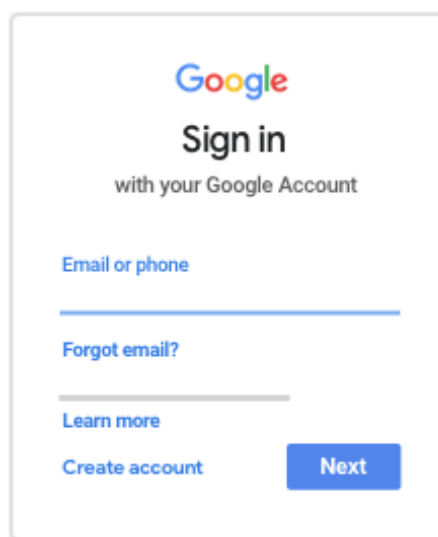 Google
Sign in
with your Google Account
Email or phone
Forgot email?
Learn more
Create account Next